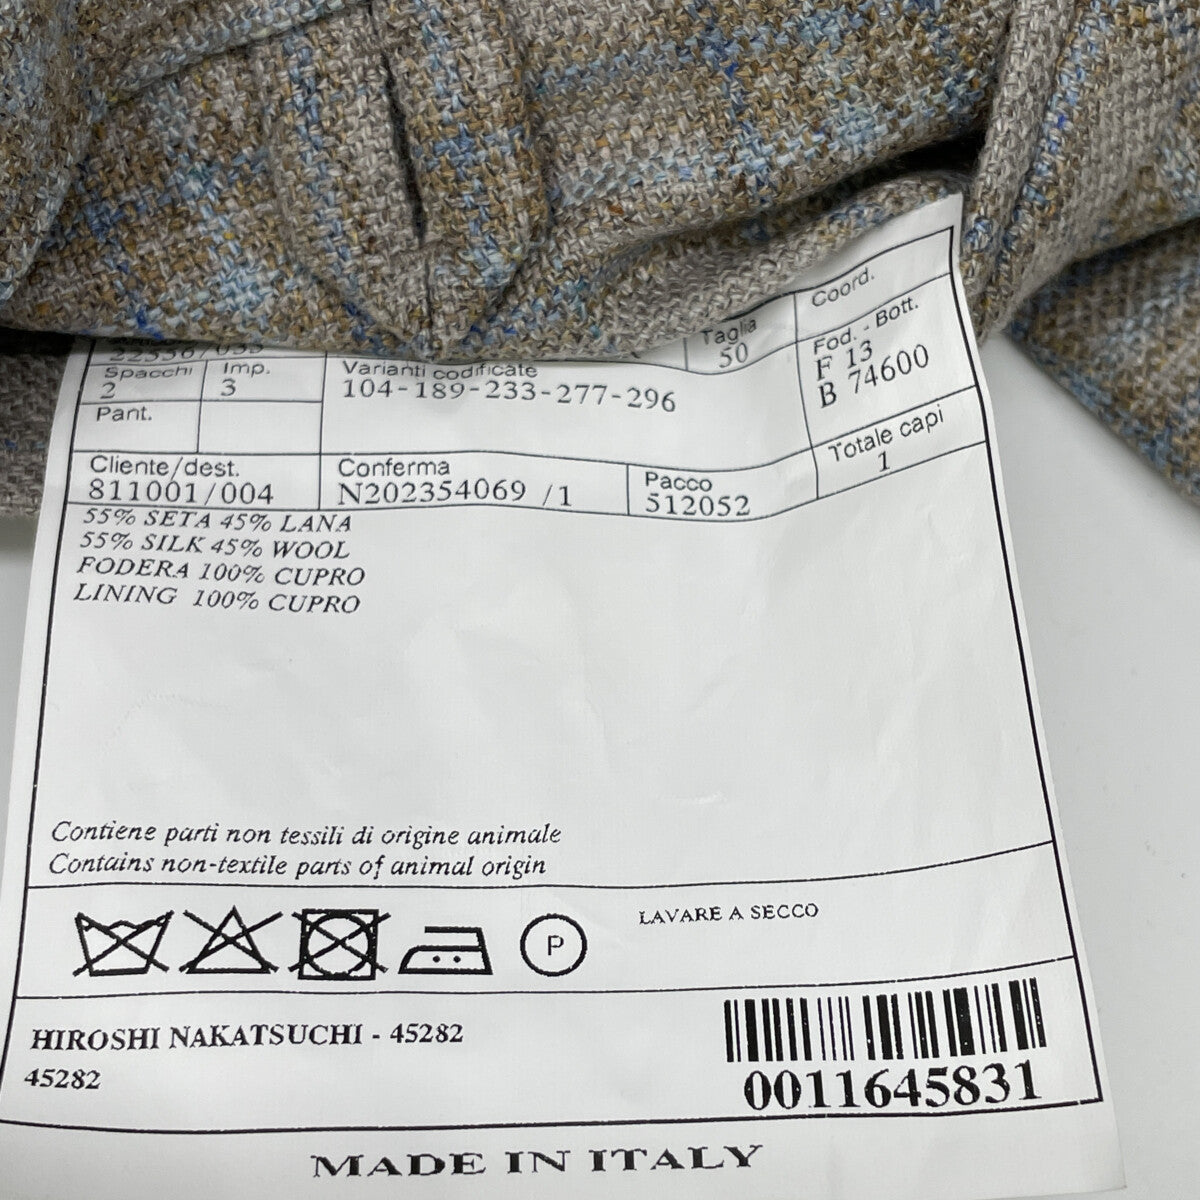 Taglia
50
Coord.
Spacchi
2
Imp.
3
Varianti codificate
104-189-233-277-296
Fod. - Bott.
F 13
B 74600
Pant.
Totale capi
1
Cliente/dest.
811001/004
Conferma
N202354069 /1
Pacco
512052
55% SETA 45% LANA
55% SILK 45% WOOL
FODERA 100% CUPRO
LINING 100% CUPRO
Contiene parti non tessili di origine animale
Contains non-textile parts of animal origin
P
LAVARE A SECCO
HIROSHI NAKATSUCHI - 45282
45282
0011645831
MADE IN ITALY